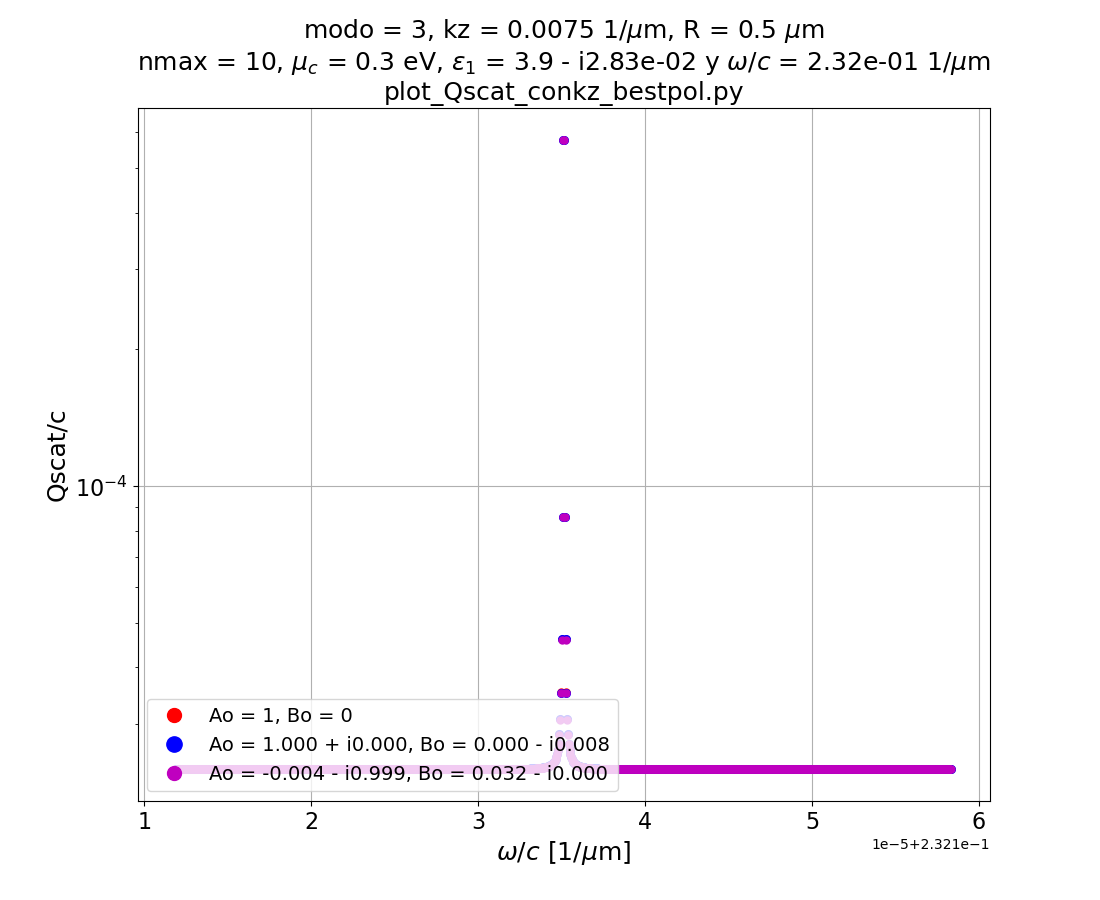 modo = 3, kz = 0.0075 1/μm, R = 0.5 μm
nmax = 10, μ_c = 0.3 eV, ε₁ = 3.9 - i2.83e-02 y ω/c = 2.32e-01 1/μm
plot_Qscat_conkz_bestpol.py
Qscat/c
10⁻⁴
Ao = 1, Bo = 0
Ao = 1.000 + i0.000, Bo = 0.000 - i0.008
Ao = -0.004 - i0.999, Bo = 0.032 - i0.000
1 2 3 4 5 6
1e-5+2.321e-1
ω/c [1/μm]